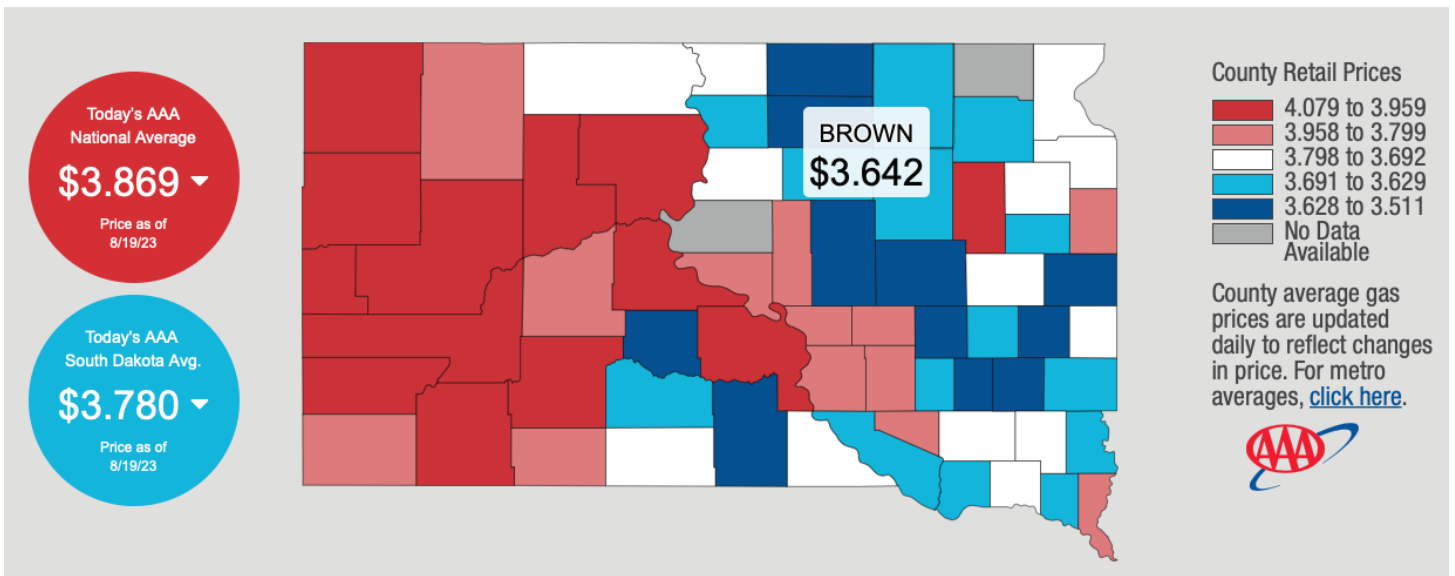 Today's AAA
National Average
$3.869
Price as of
8/19/23
Today's AAA
South Dakota Avg.
$3.780
Price as of
8/19/23
BROWN
$3.642
County Retail Prices
4.079 to 3.959
3.958 to 3.799
3.798 to 3.692
3.691 to 3.629
3.628 to 3.511
No Data
Available
County average gas
prices are updated
daily to reflect changes
in price. For metro
averages, click here.
AAA